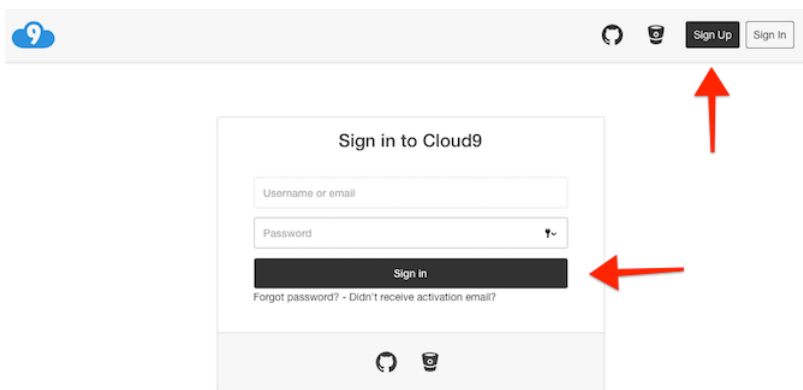 9
Sign Up Sign In
Sign in to Cloud9
Username or email
Password
Sign in
Forgot password? - Didn't receive activation email?